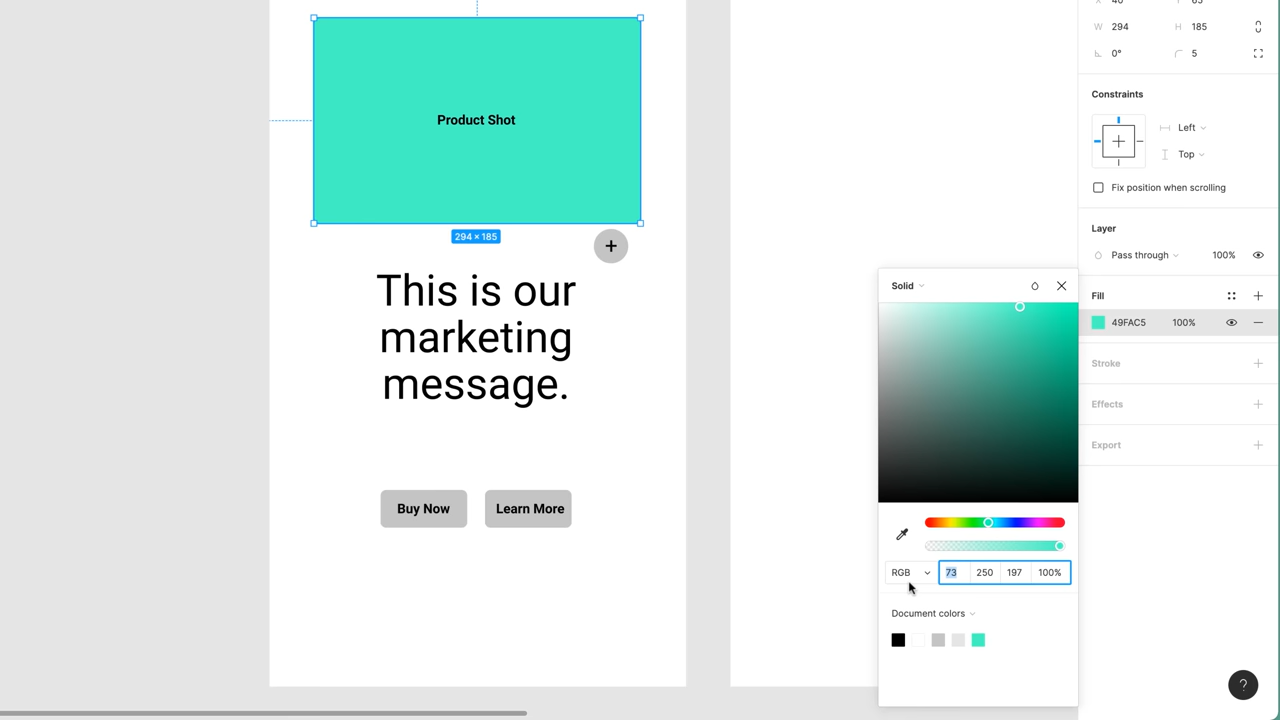 X 40 Y 65
W 294 H 185
0° 5
Constraints
Left
Top
Fix position when scrolling
Layer
Pass through 100%
Fill
49FAC5 100%
Stroke
Effects
Export
Product Shot
294 × 185
+
This is our
marketing
message.
Buy Now Learn More
Solid
RGB 73 250 197 100%
Document colors
?